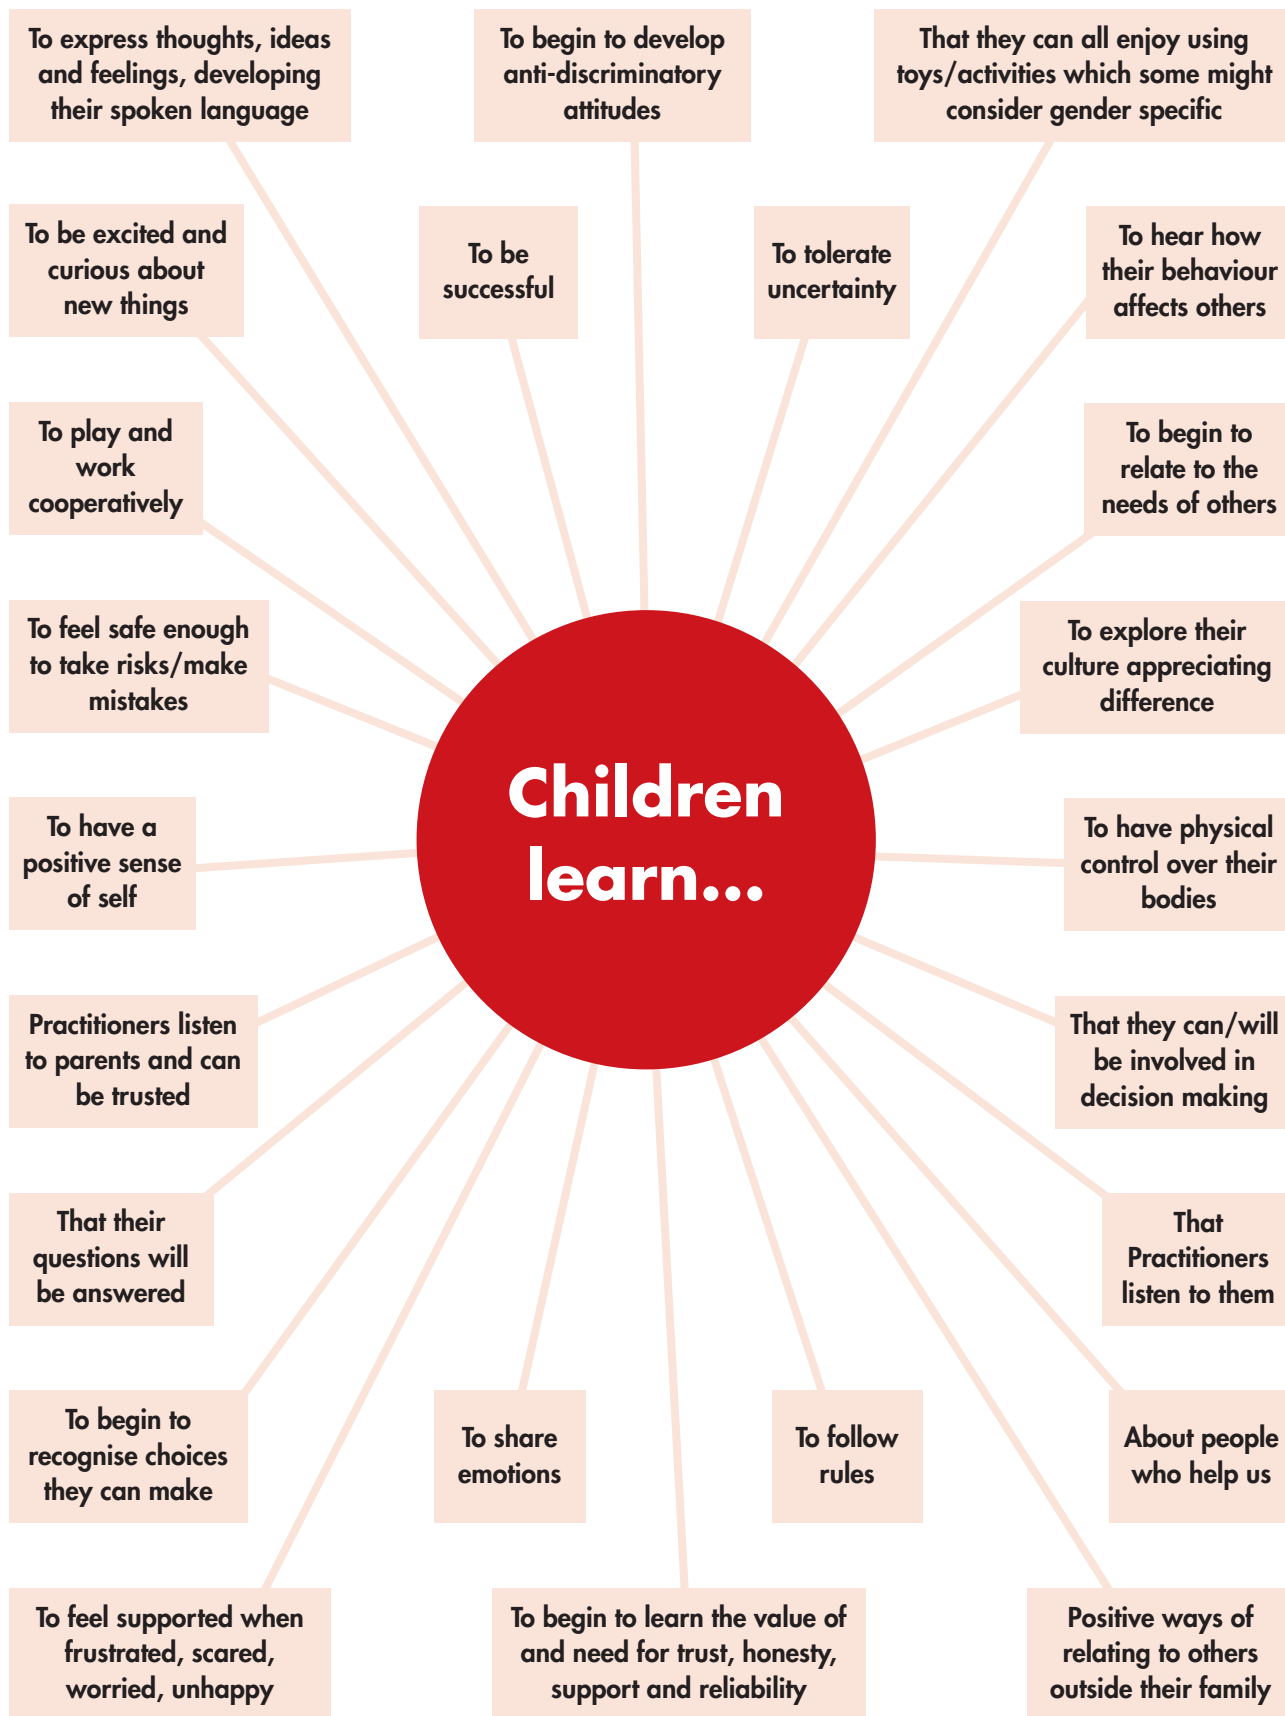 To express thoughts, ideas
and feelings, developing
their spoken language
To begin to develop
anti-discriminatory
attitudes
That they can all enjoy using
toys/activities which some might
consider gender specific
To be excited and
curious about
new things
To be
successful
To tolerate
uncertainty
To hear how
their behaviour
affects others
To play and
work
cooperatively
To begin to
relate to the
needs of others
To feel safe enough
to take risks/make
mistakes
To explore their
culture appreciating
difference
Children
learn...
To have a
positive sense
of self
To have physical
control over their
bodies
Practitioners listen
to parents and can
be trusted
That they can/will
be involved in
decision making
That their
questions will
be answered
That
Practitioners
listen to them
To begin to
recognise choices
they can make
To share
emotions
To follow
rules
About people
who help us
To feel supported when
frustrated, scared,
worried, unhappy
To begin to learn the value of
and need for trust, honesty,
support and reliability
Positive ways of
relating to others
outside their family